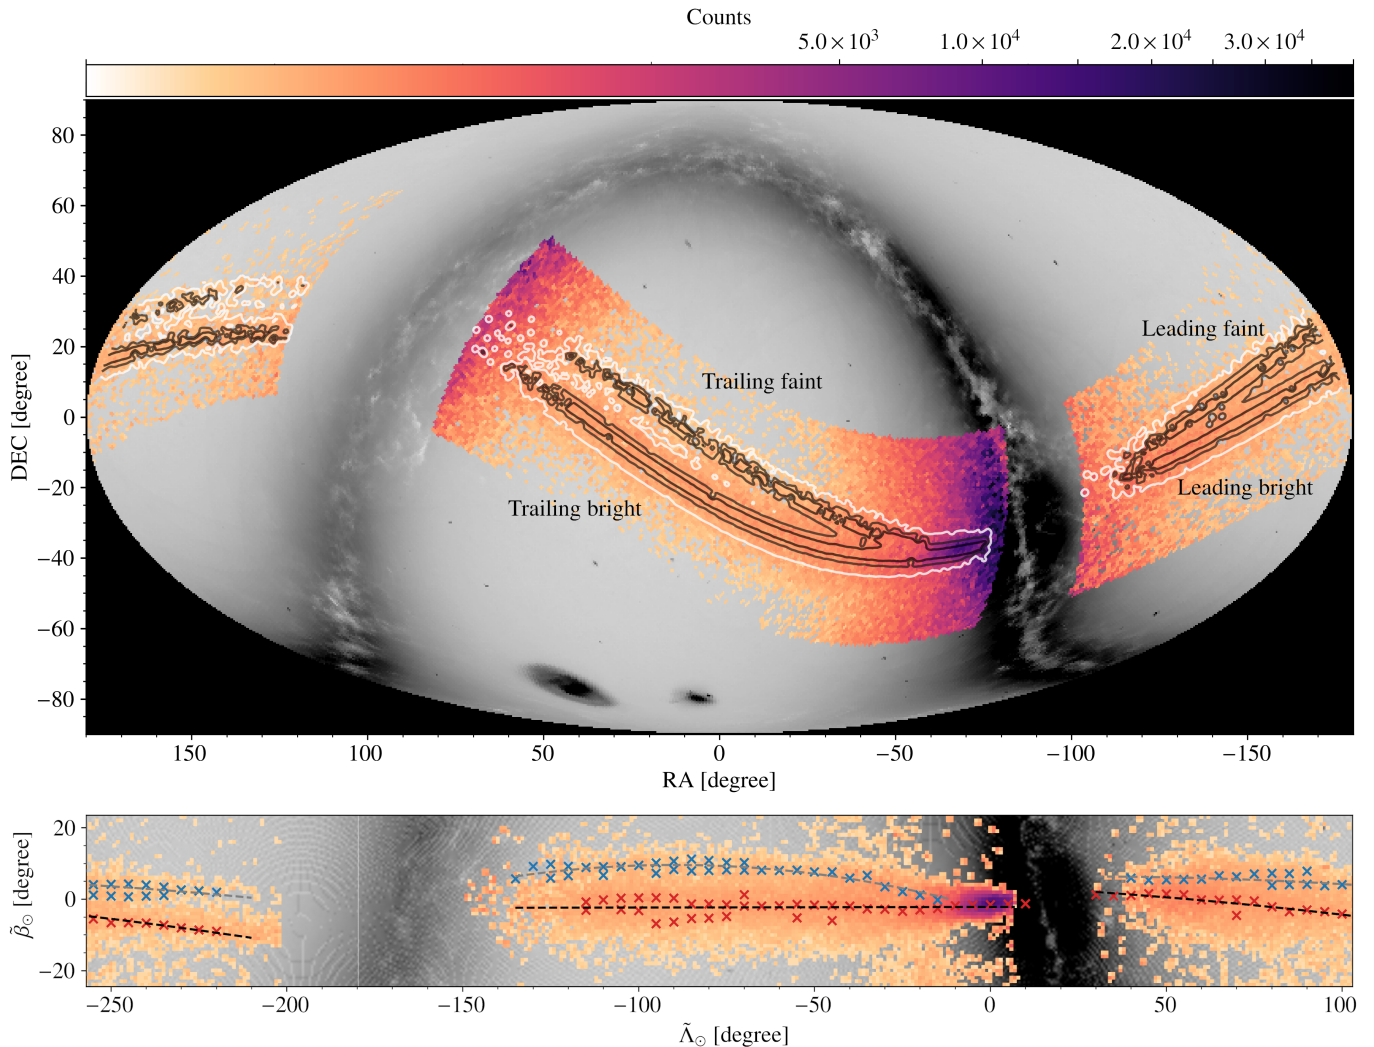 Counts
5.0×10³ 1.0×10⁴ 2.0×10⁴ 3.0×10⁴
80
60
40
20
0
−20
−40
−60
−80
DEC [degree]
Leading faint
Trailing faint
Leading bright
Trailing bright
150 100 50 0 −50 −100 −150
RA [degree]
20
0
−20
β̃⊙ [degree]
−250 −200 −150 −100 −50 0 50 100
Λ̃⊙ [degree]